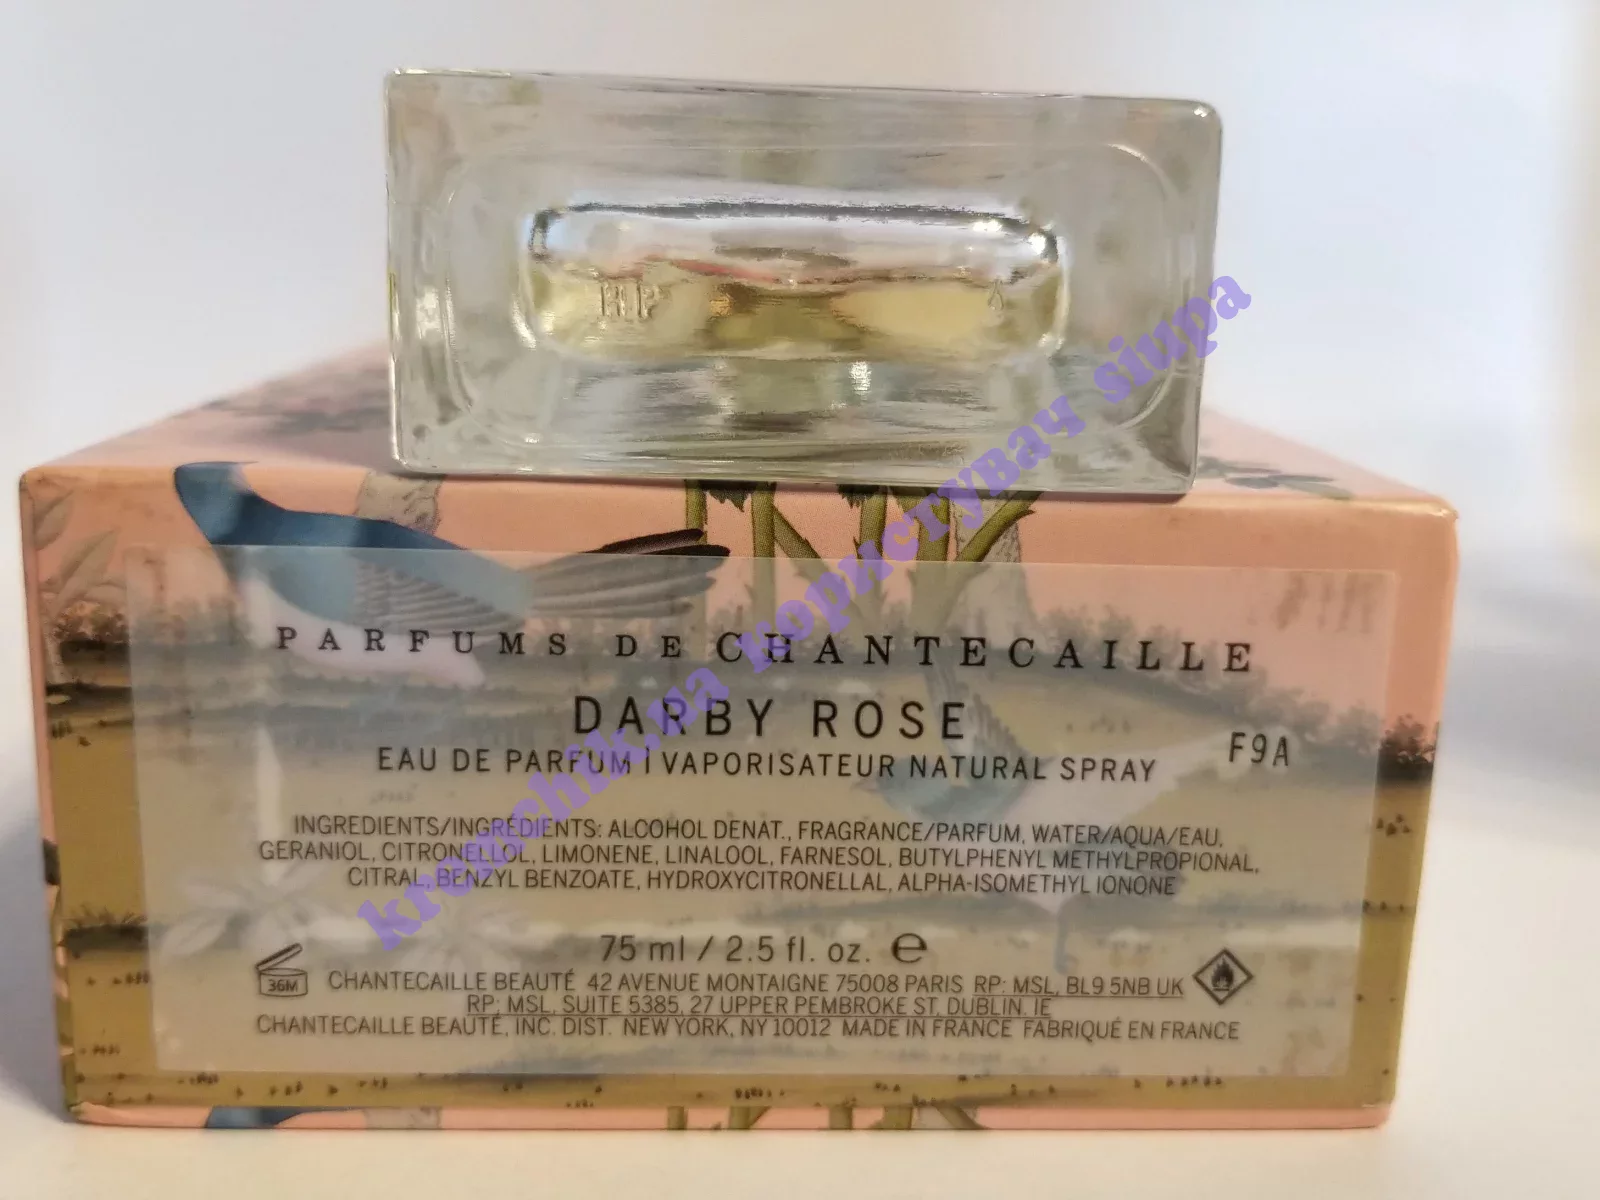 HP
PARFUMS DE CHANTECAILLE
DARBY ROSE
EAU DE PARFUM | VAPORISATEUR NATURAL SPRAY
F9A
INGREDIENTS/INGRÉDIENTS: ALCOHOL DENAT., FRAGRANCE/PARFUM, WATER/AQUA/EAU,
GERANIOL, CITRONELLOL, LIMONENE, LINALOOL, FARNESOL, BUTYLPHENYL METHYLPROPIONAL,
CITRAL, BENZYL BENZOATE, HYDROXYCITRONELLAL, ALPHA-ISOMETHYL IONONE
75 ml / 2.5 fl. oz. ℮
36M
CHANTECAILLE BEAUTÉ 42 AVENUE MONTAIGNE 75008 PARIS RP: MSL, BL9 5NB UK
RP: MSL, SUITE 5385, 27 UPPER PEMBROKE ST, DUBLIN, IE
CHANTECAILLE BEAUTÉ, INC. DIST. NEW YORK, NY 10012 MADE IN FRANCE FABRIQUÉ EN FRANCE
kremchik.ua користувач siupa